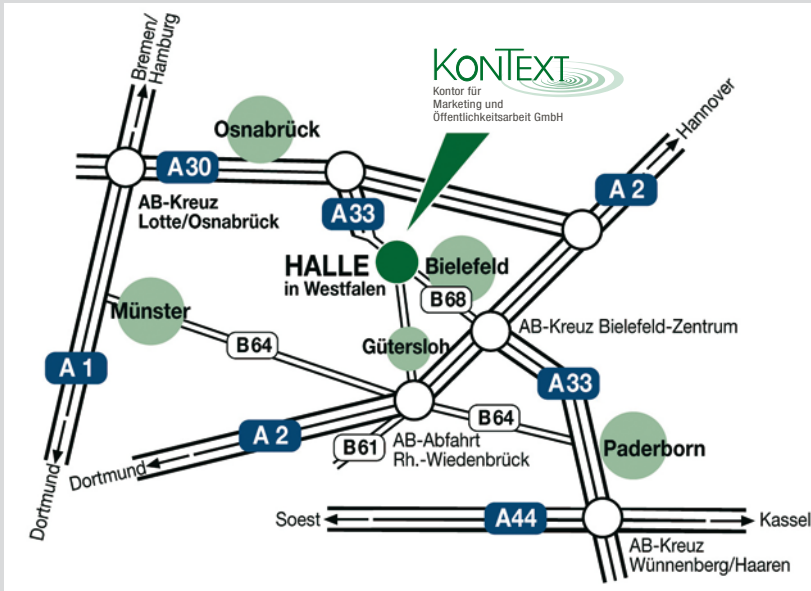 Bremen/
Hamburg
KONTEXT
Kontor für
Marketing und
Öffentlichkeitsarbeit GmbH
Hannover
Osnabrück
A30
A 2
AB-Kreuz
Lotte/Osnabrück
A33
HALLE
in Westfalen
Bielefeld
B68
Münster
AB-Kreuz Bielefeld-Zentrum
B64
Gütersloh
A 1
A33
A 2
B64
B61
AB-Abfahrt
Rh.-Wiedenbrück
Paderborn
Dortmund
Dortmund
Soest
A44
Kassel
AB-Kreuz
Wünnenberg/Haaren